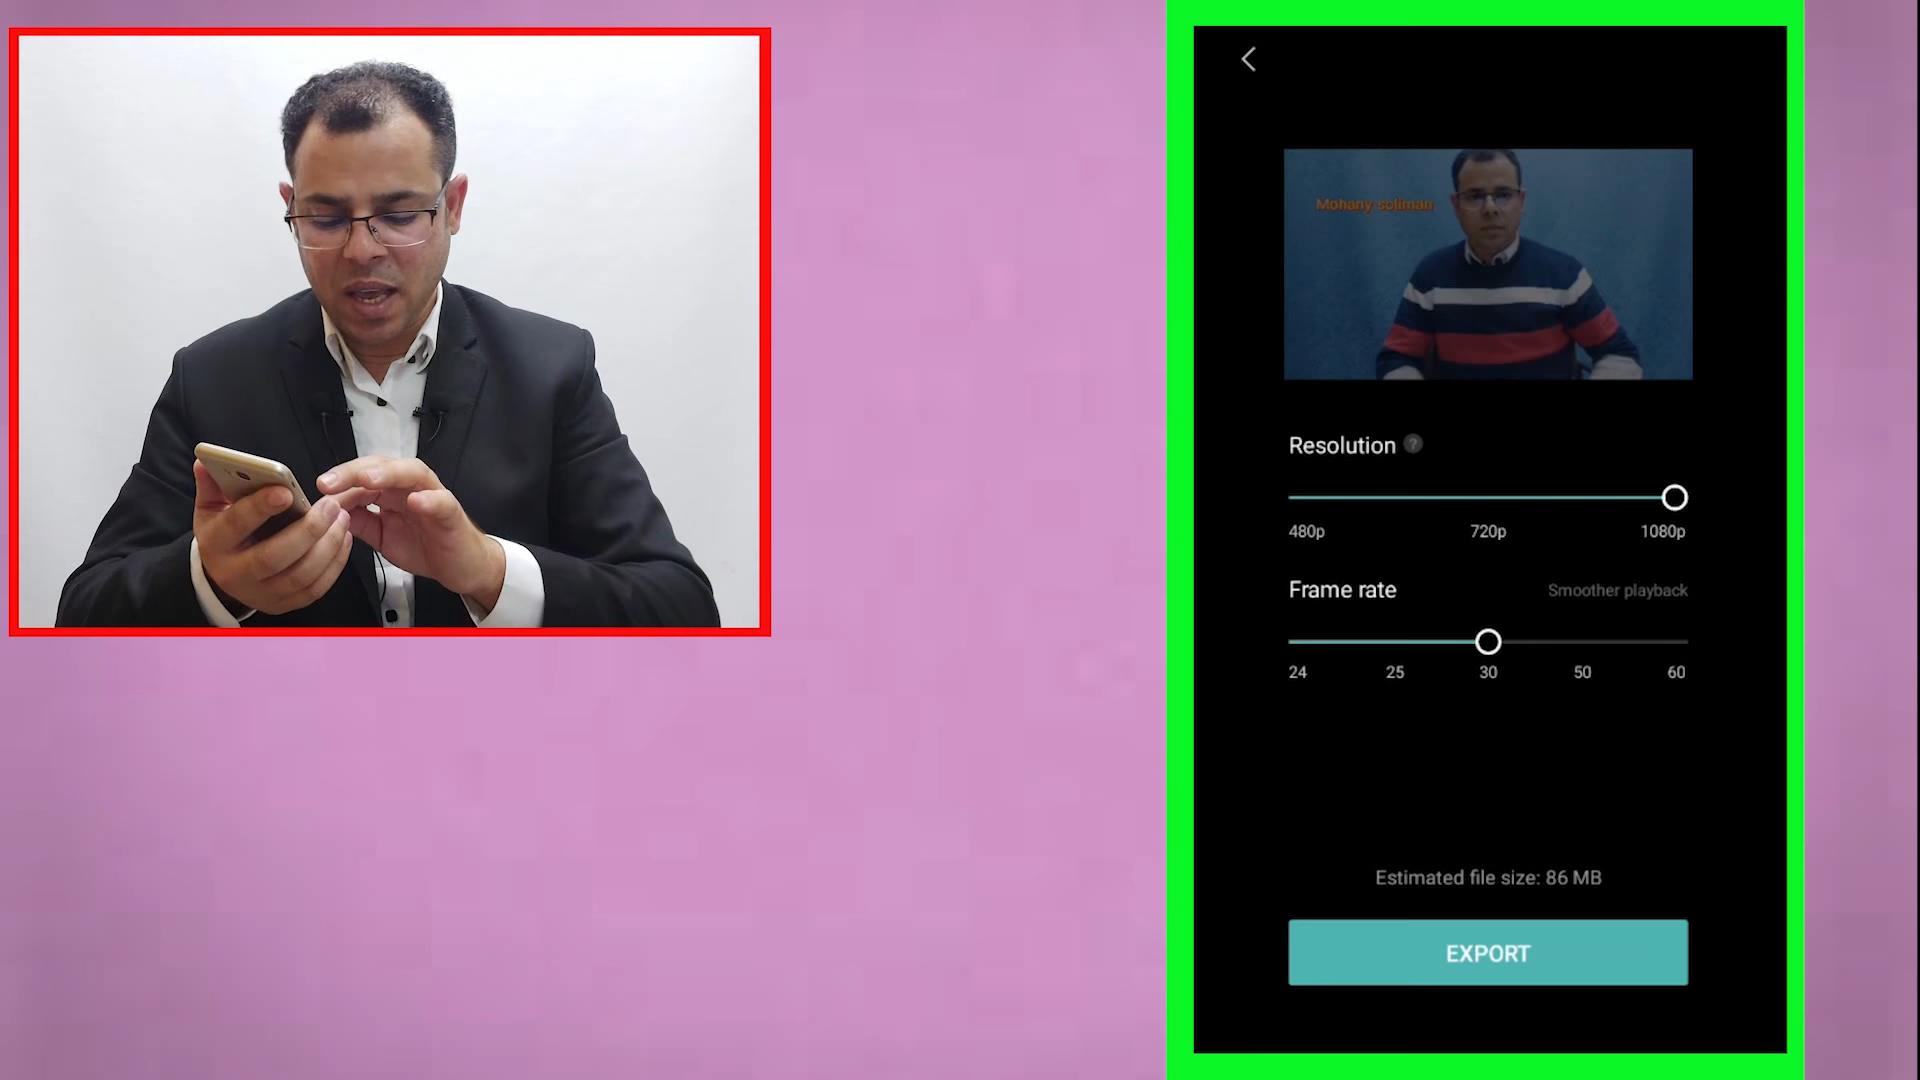 Mohany soliman
Resolution ?
480p 720p 1080p
Frame rate Smoother playback
24 25 30 50 60
Estimated file size: 86 MB
EXPORT